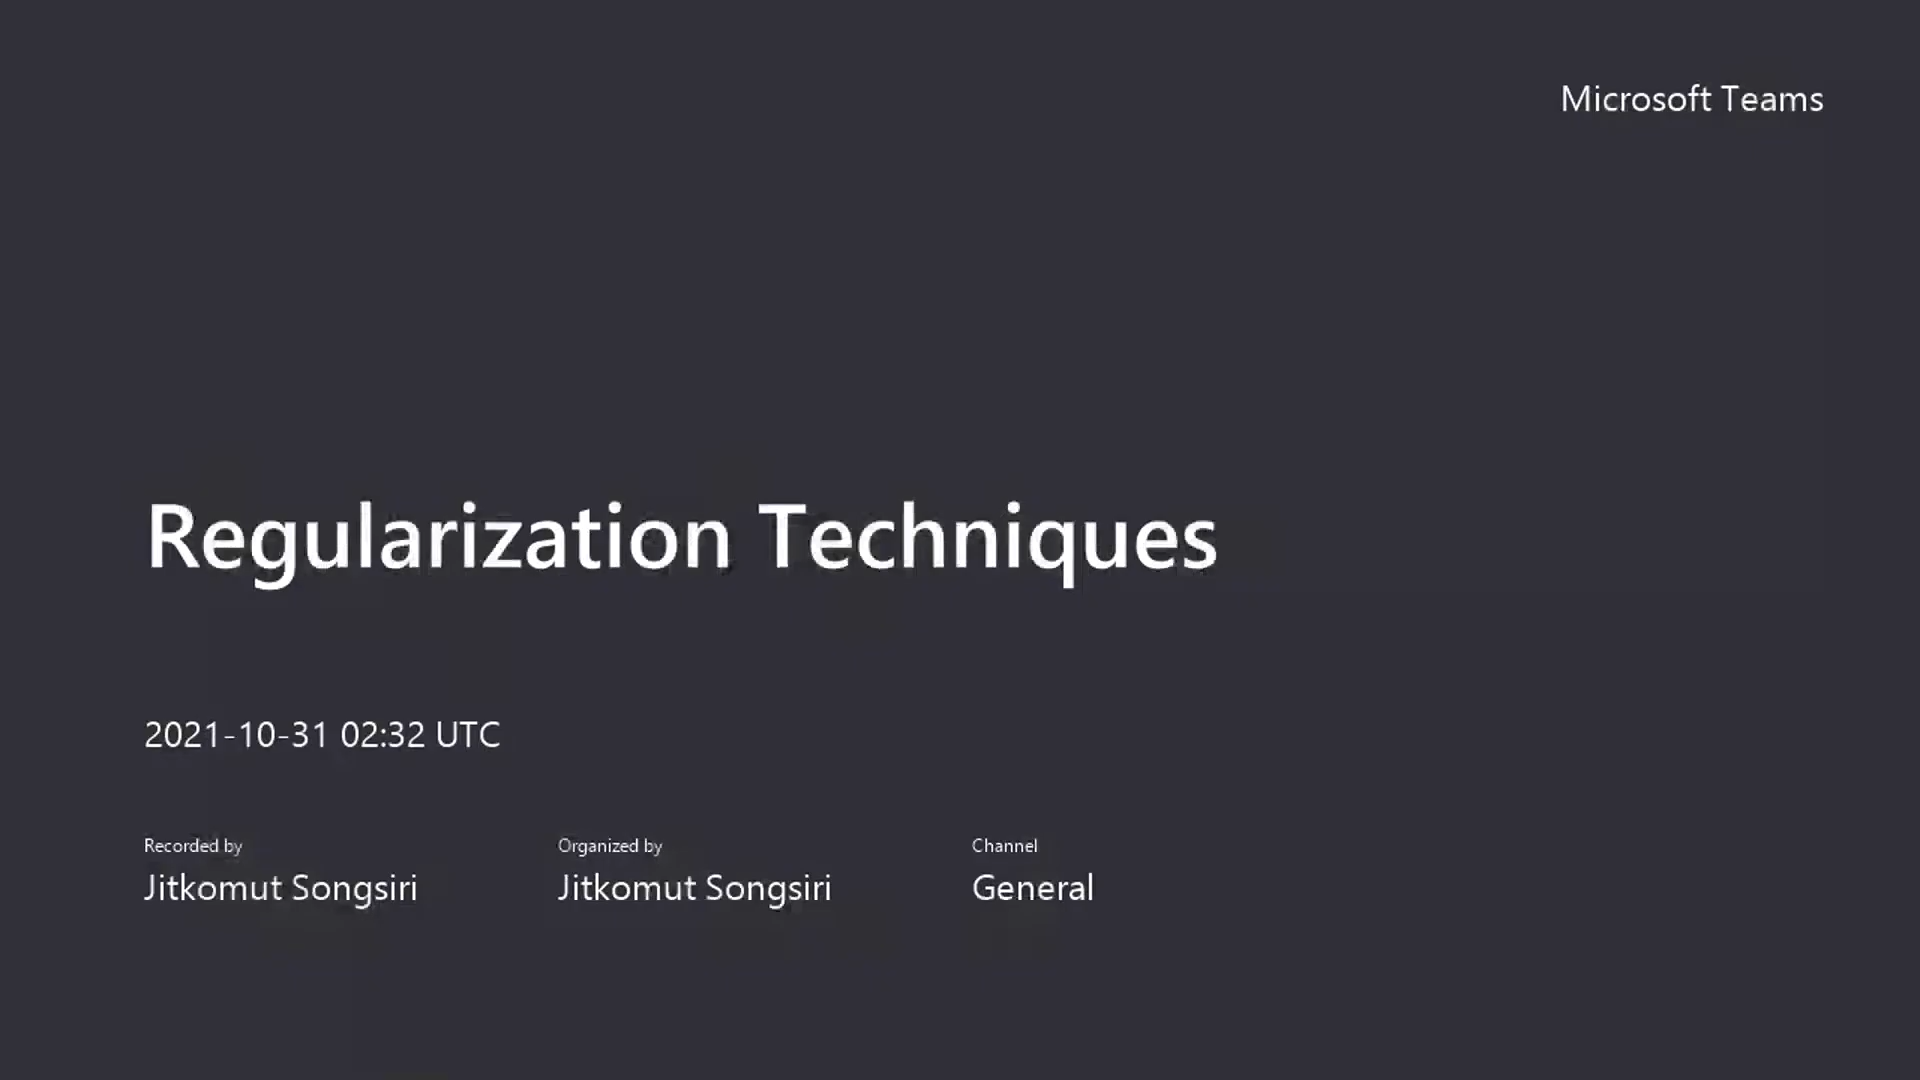 Microsoft Teams
Regularization Techniques
2021-10-31 02:32 UTC
Recorded by
Jitkomut Songsiri
Organized by
Jitkomut Songsiri
Channel
General